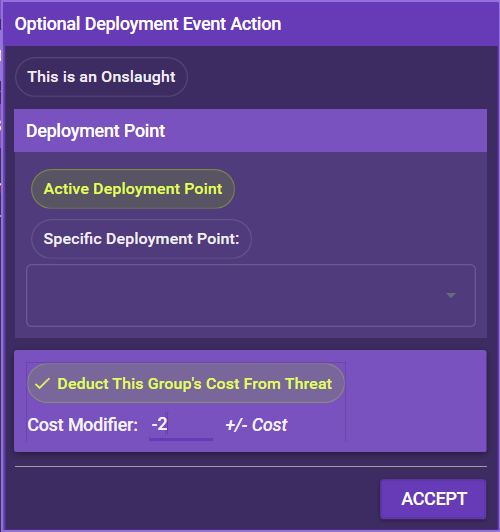 Optional Deployment Event Action
This is an Onslaught
Deployment Point
Active Deployment Point
Specific Deployment Point:
Deduct This Group's Cost From Threat
Cost Modifier: -2 +/- Cost
ACCEPT